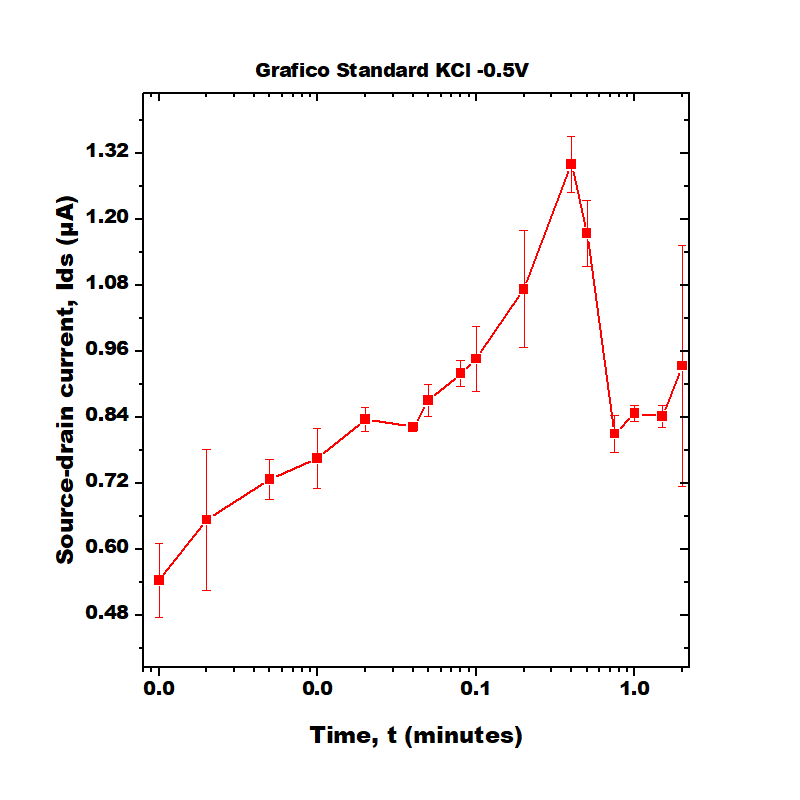 Grafico Standard KCl -0.5V
Source-drain current, Ids (µA)
1.32
1.20
1.08
0.96
0.84
0.72
0.60
0.48
0.0 0.0 0.1 1.0
Time, t (minutes)